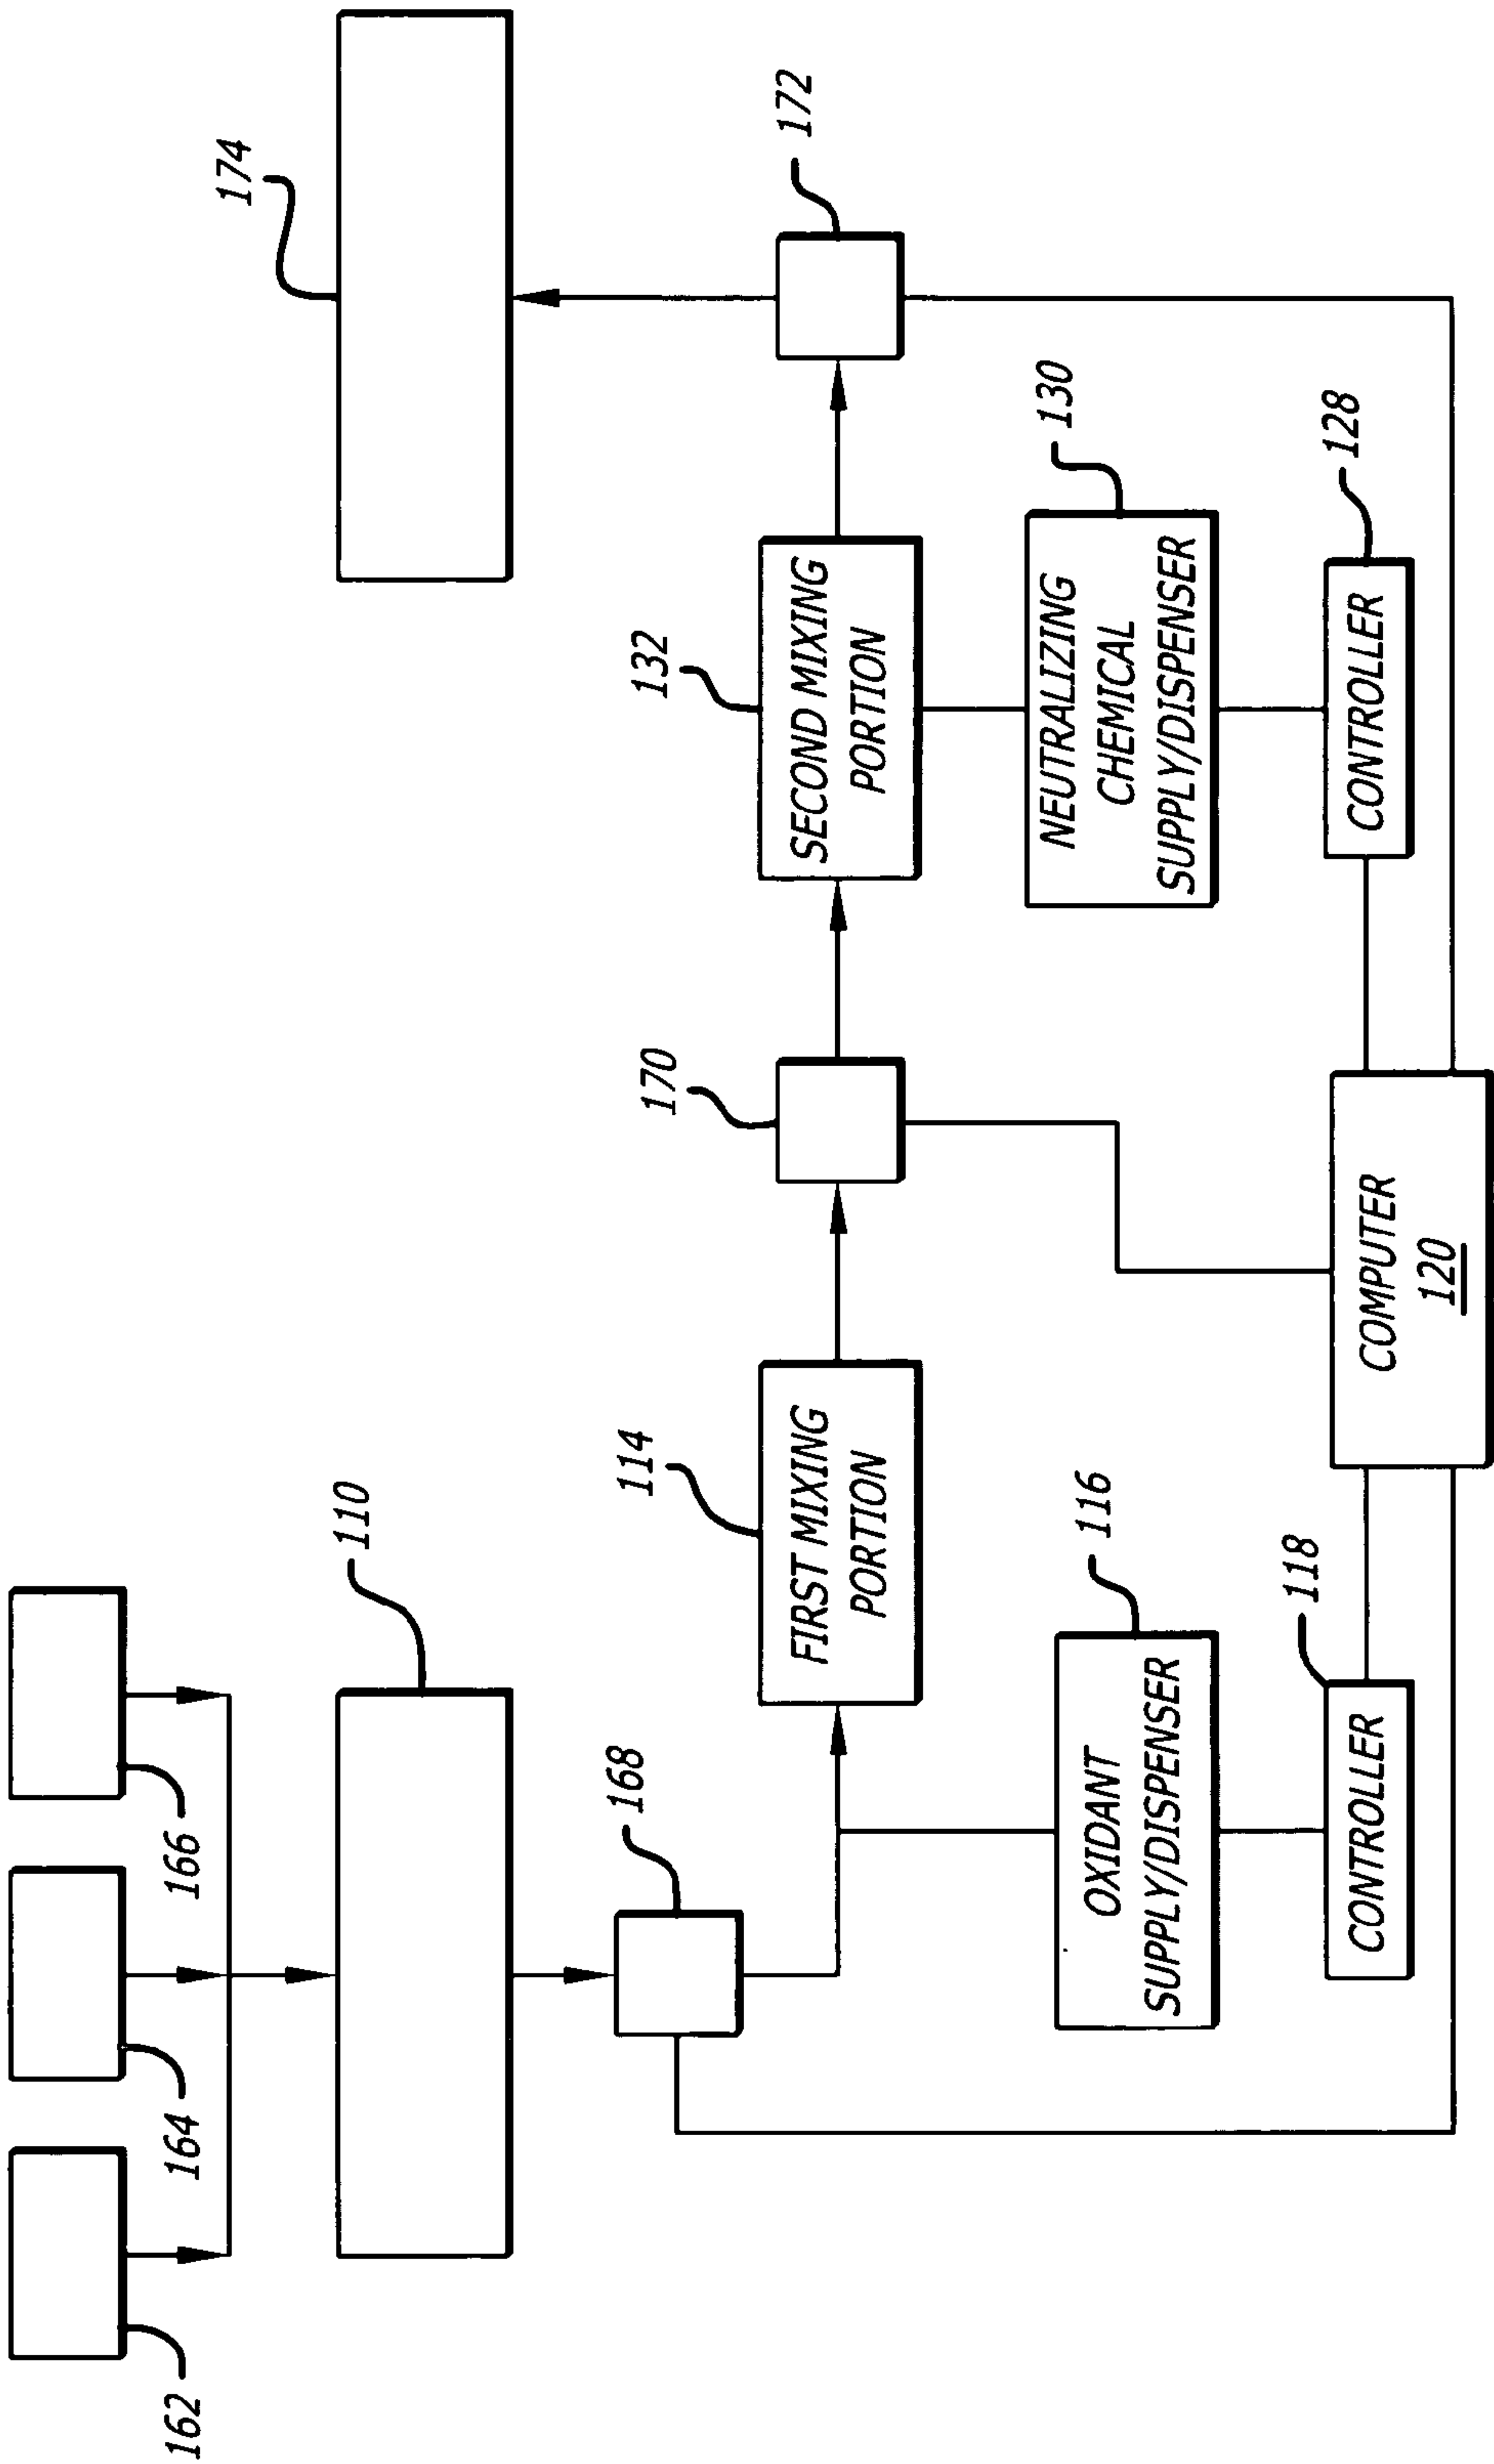 162
164
166
110
174
168
114
170
132
172
FIRST MIXING
PORTION
SECOND MIXING
PORTION
116
OXIDANT
SUPPLY/DISPENSER
130
NEUTRALIZING
CHEMICAL
SUPPLY/DISPENSER
118
CONTROLLER
COMPUTER
120
128
CONTROLLER